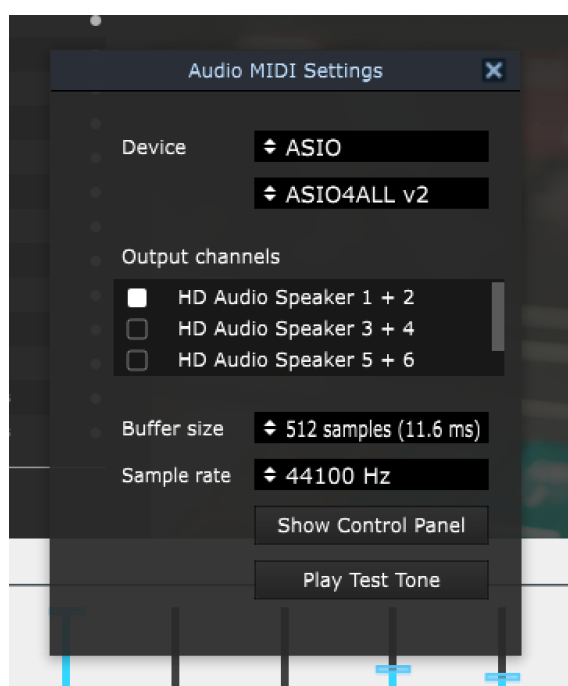 Audio MIDI Settings
Device
ASIO
ASIO4ALL v2
Output channels
HD Audio Speaker 1 + 2
HD Audio Speaker 3 + 4
HD Audio Speaker 5 + 6
Buffer size 512 samples (11.6 ms)
Sample rate 44100 Hz
Show Control Panel
Play Test Tone